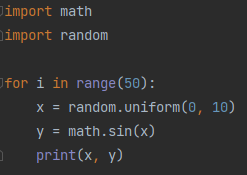 import math
import random

for i in range(50):
    x = random.uniform(0, 10)
    y = math.sin(x)
    print(x, y)